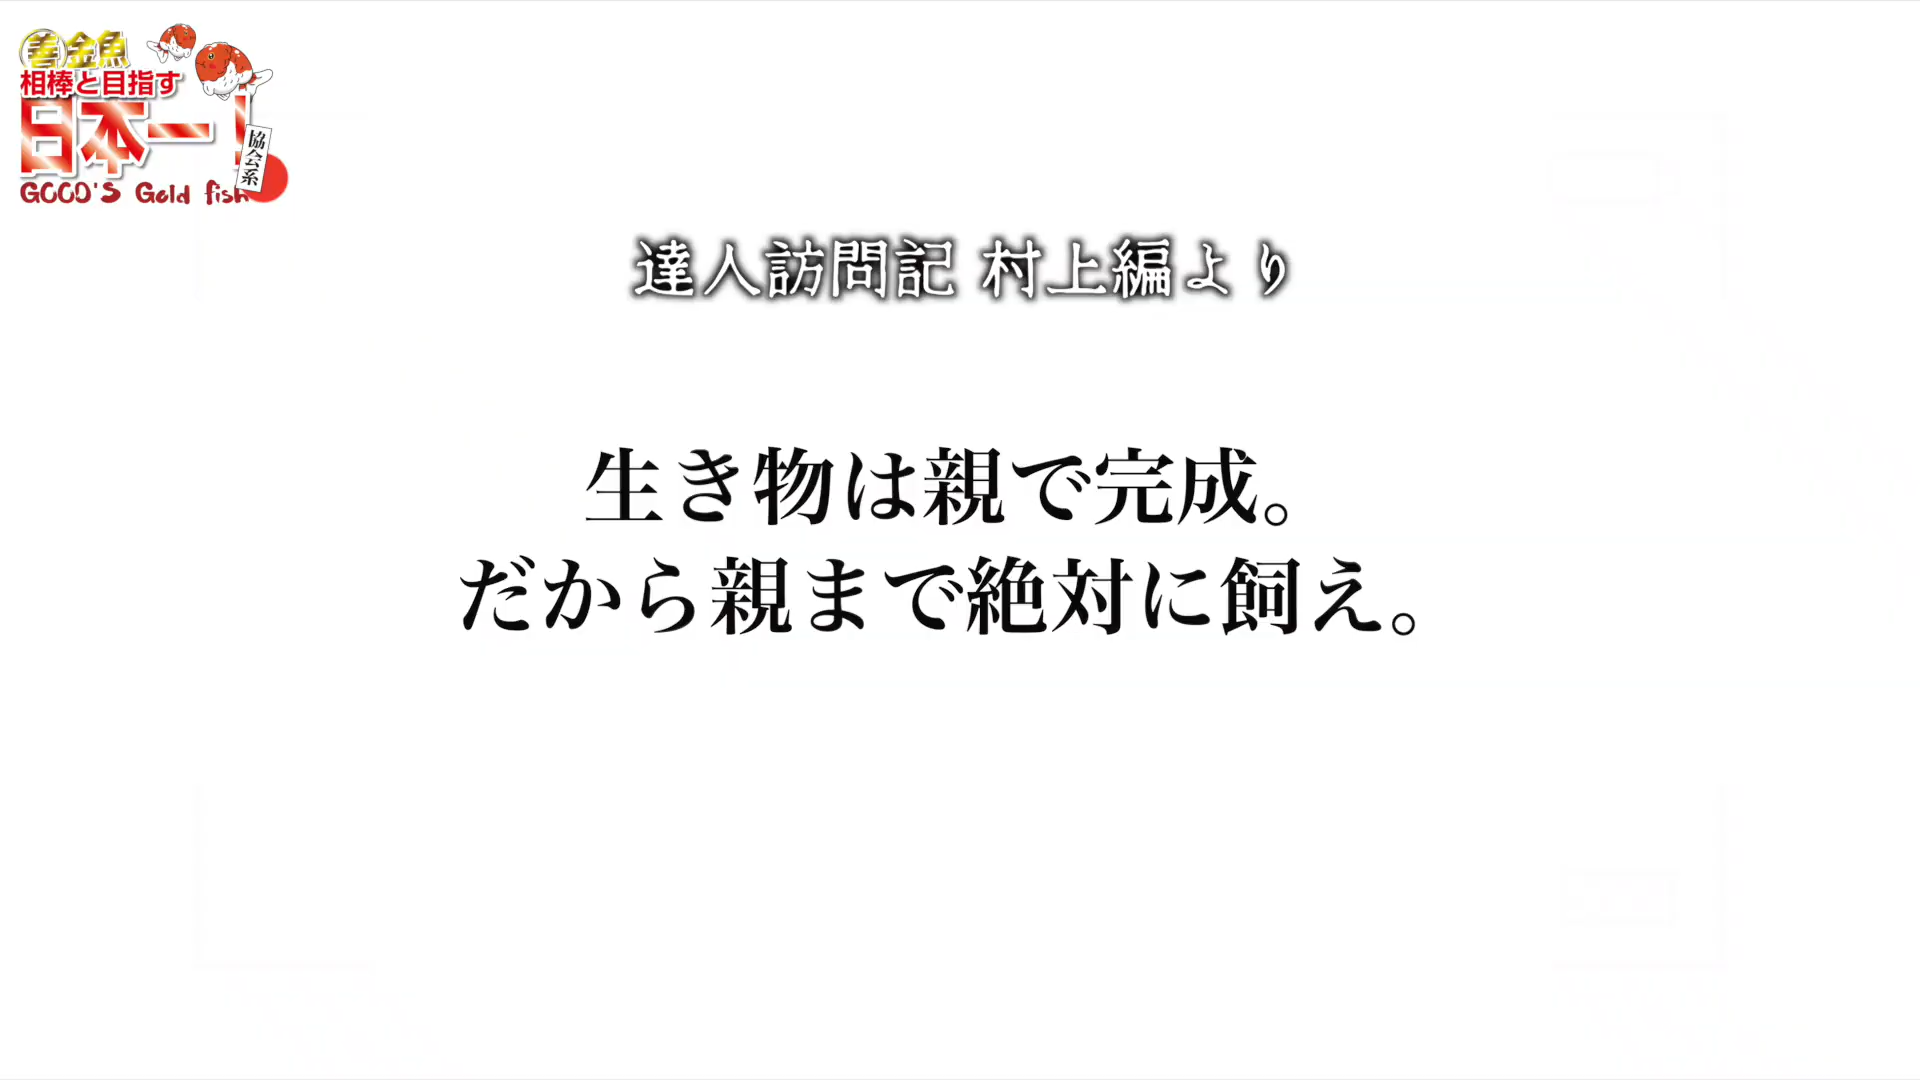 善金魚
相棒と目指す
日本一!
協会系
GOOD'S Gold fish
達人訪問記 村上編より
生き物は親で完成。
だから親まで絶対に飼え。